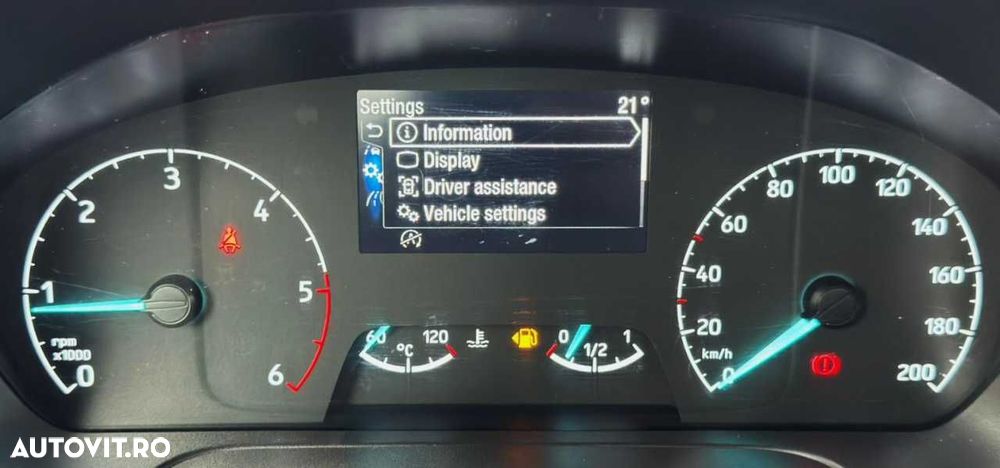 Settings 21°
Information
Display
Driver assistance
Vehicle settings
0 1 2 3 4 5 6
rpm
x1000
60 120
°C
0 1/2 1
0 20 40 60 80 100 120 140 160 180 200
km/h
AUTOVIT.RO